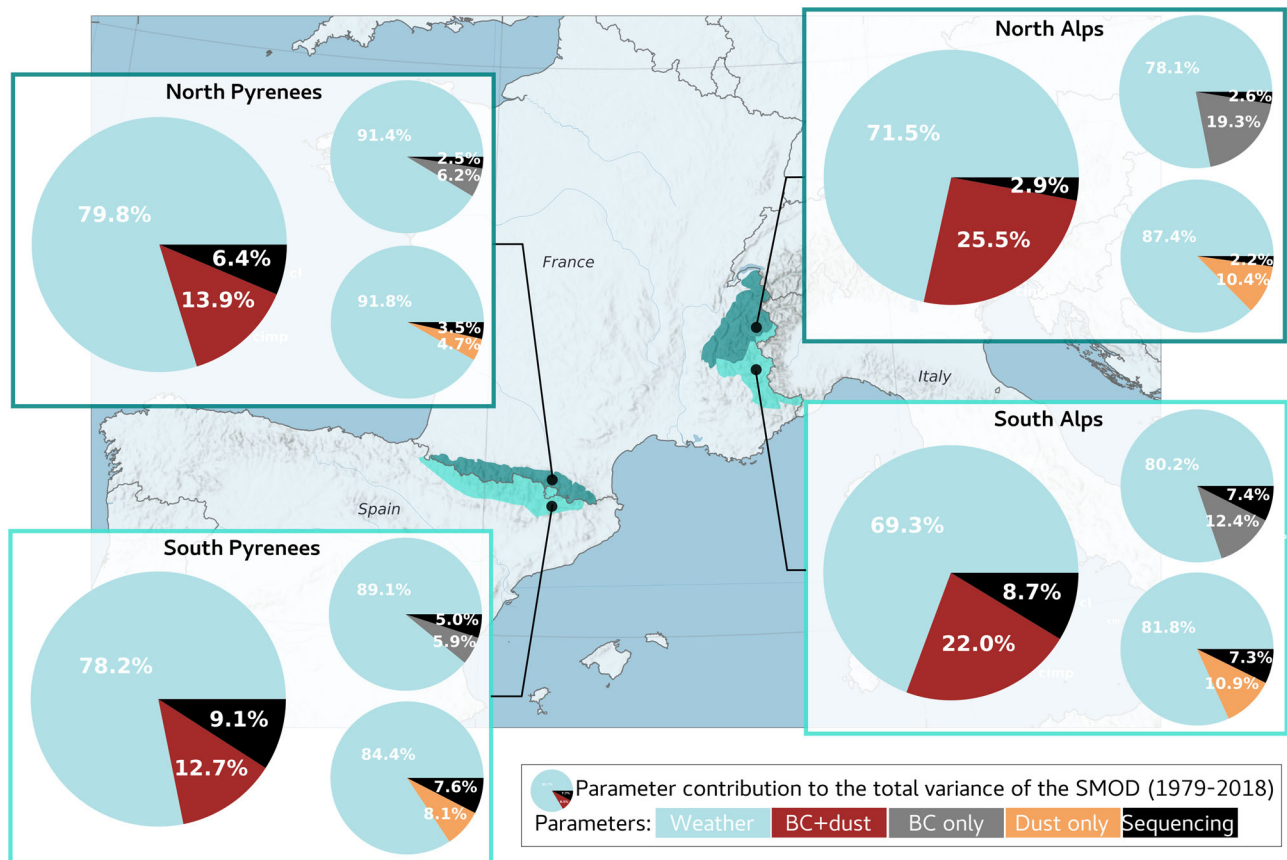 North Pyrenees
79.8%
6.4%
cl
13.9%
cimp
91.4%
2.5%
6.2%
91.8%
3.5%
4.7%
North Alps
71.5%
2.9%
25.5%
cimp
78.1%
2.6%
19.3%
87.4%
2.2%
10.4%
France
Italy
Spain
South Pyrenees
78.2%
9.1%
12.7%
89.1%
5.0%
5.9%
84.4%
7.6%
8.1%
South Alps
69.3%
8.7%
cl
22.0%
cimp
80.2%
7.4%
12.4%
81.8%
7.3%
10.9%
Parameter contribution to the total variance of the SMOD (1979-2018)
Parameters: Weather BC+dust BC only Dust only Sequencing